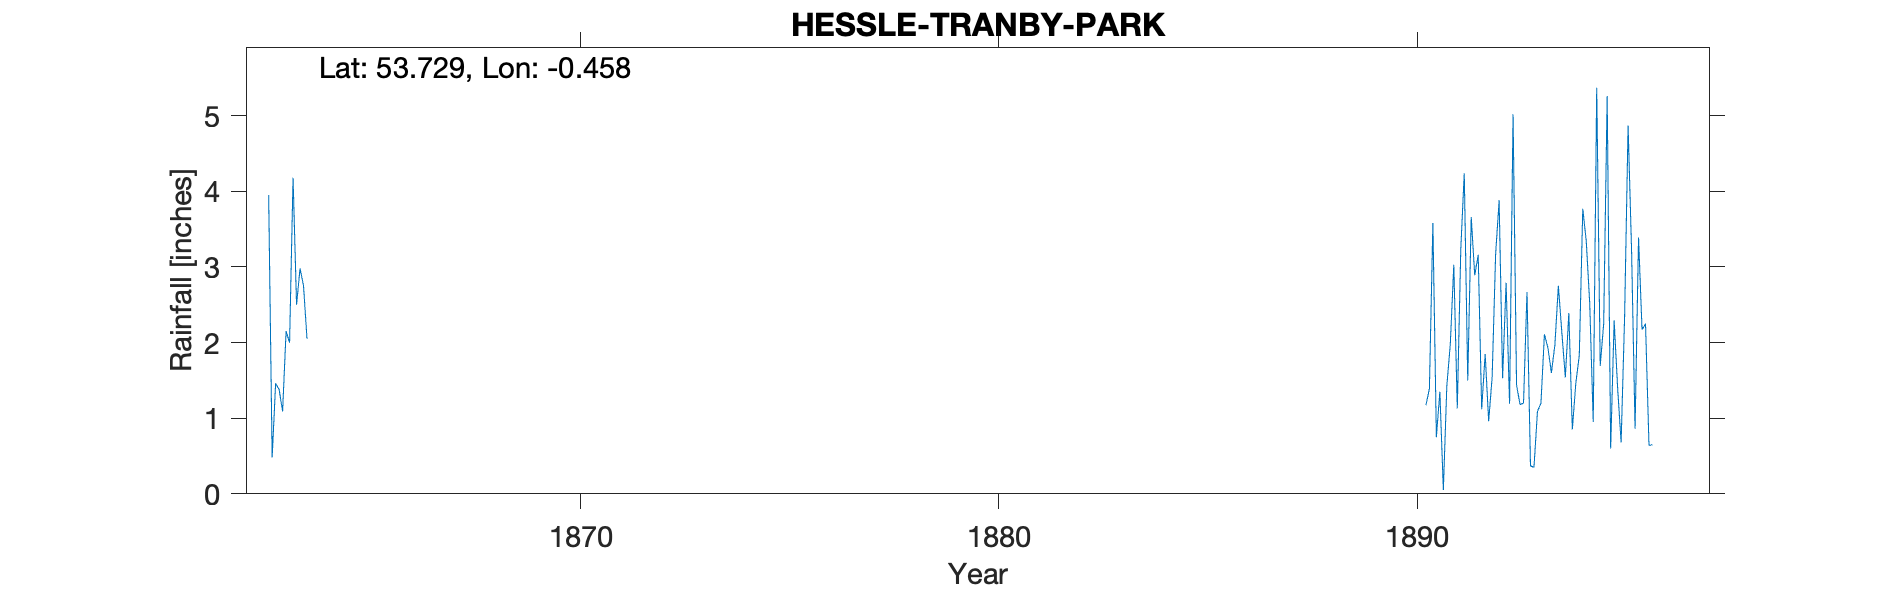 HESSLE-TRANBY-PARK
Lat: 53.729, Lon: -0.458
5
4
3
2
1
0
Rainfall [inches]
1870 1880 1890
Year